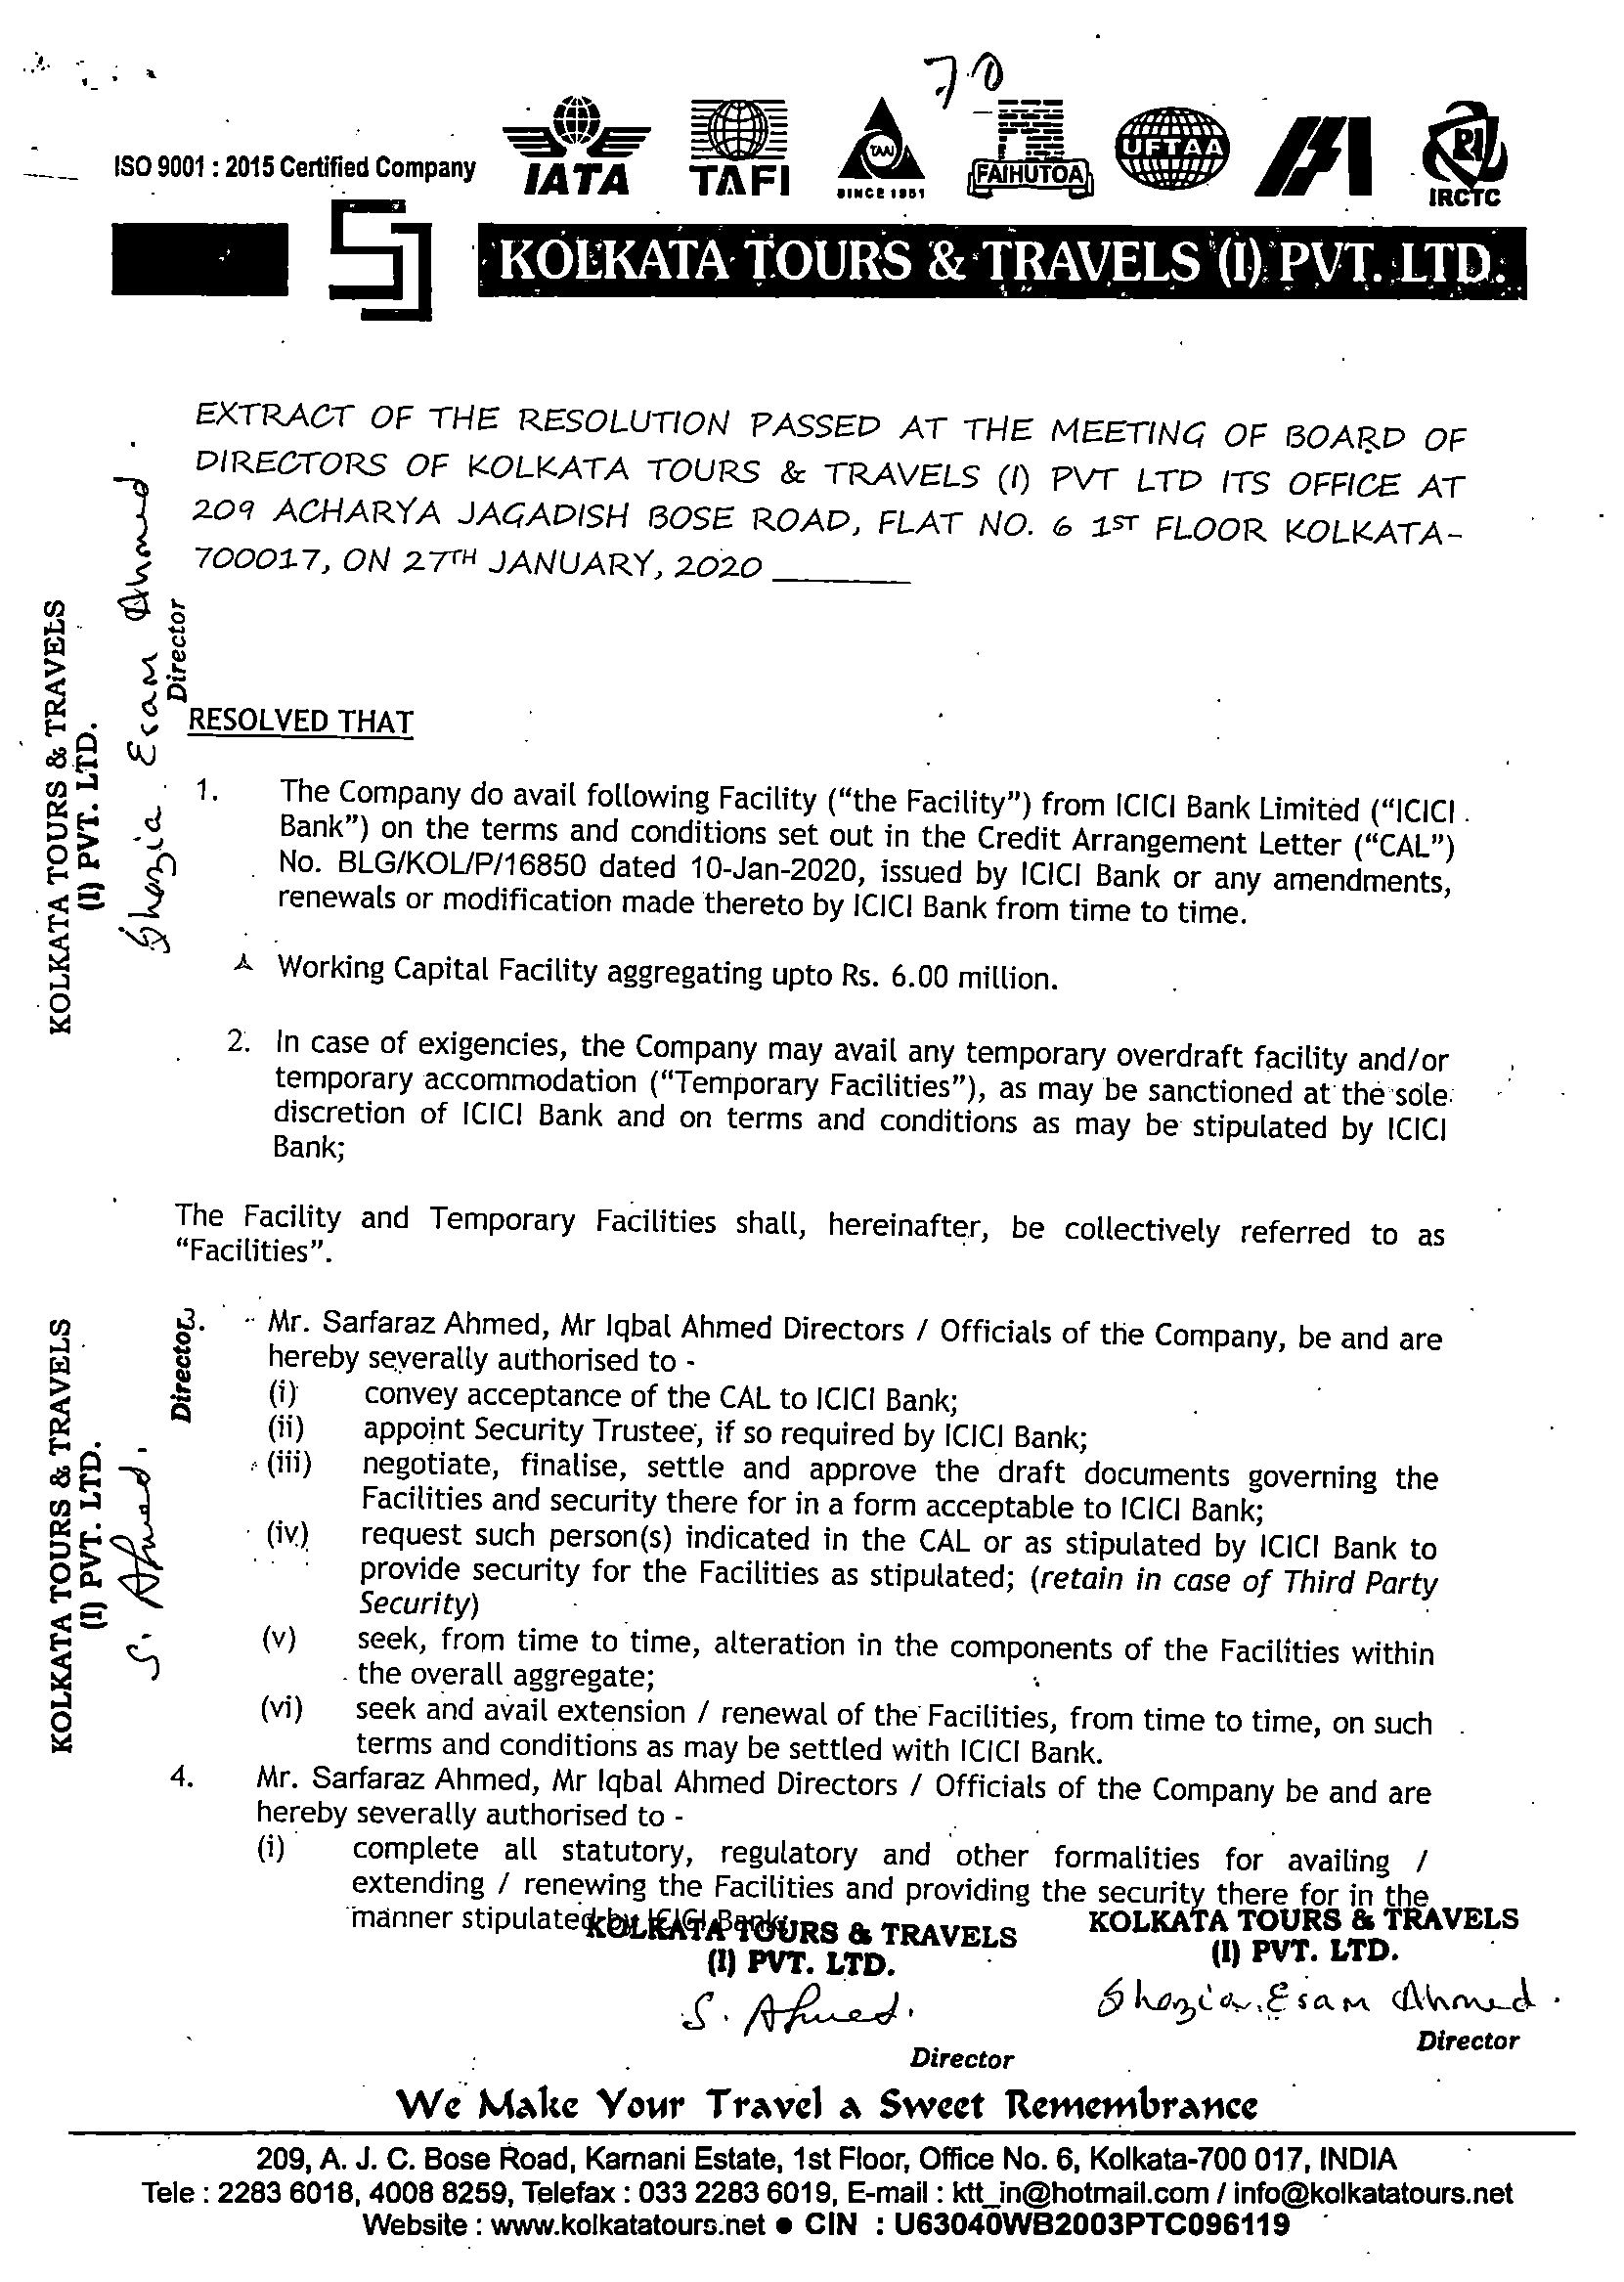 70
ISO 9001 : 2015 Certified Company
IATA
TAFI
TAAI
SINCE 1951
FAIHUTOA
UFTAA
RI
IRCTC
KOLKATA TOURS & TRAVELS (I) PVT. LTD.
EXTRACT OF THE RESOLUTION PASSED AT THE MEETING OF BOARD OF
DIRECTORS OF KOLKATA TOURS & TRAVELS (I) PVT LTD ITS OFFICE AT
209 ACHARYA JAGADISH BOSE ROAD, FLAT NO. 6 1ST FLOOR KOLKATA-
700017, ON 27TH JANUARY, 2020
KOLKATA TOURS & TRAVELS
(I) PVT. LTD.
Shazia Esam Ahmed.
Director
RESOLVED THAT
1. The Company do avail following Facility (“the Facility”) from ICICI Bank Limited (“ICICI
Bank”) on the terms and conditions set out in the Credit Arrangement Letter (“CAL”)
No. BLG/KOL/P/16850 dated 10-Jan-2020, issued by ICICI Bank or any amendments,
renewals or modification made thereto by ICICI Bank from time to time.
Working Capital Facility aggregating upto Rs. 6.00 million.
2. In case of exigencies, the Company may avail any temporary overdraft facility and/or
temporary accommodation (“Temporary Facilities”), as may be sanctioned at the sole
discretion of ICICI Bank and on terms and conditions as may be stipulated by ICICI
Bank;
The Facility and Temporary Facilities shall, hereinafter, be collectively referred to as
“Facilities”.
KOLKATA TOURS & TRAVELS
(I) PVT. LTD.
S. Ahmed.
Director
3. Mr. Sarfaraz Ahmed, Mr Iqbal Ahmed Directors / Officials of the Company, be and are
hereby severally authorised to -
(i) convey acceptance of the CAL to ICICI Bank;
(ii) appoint Security Trustee, if so required by ICICI Bank;
(iii) negotiate, finalise, settle and approve the draft documents governing the
Facilities and security there for in a form acceptable to ICICI Bank;
(iv) request such person(s) indicated in the CAL or as stipulated by ICICI Bank to
provide security for the Facilities as stipulated; (retain in case of Third Party
Security)
(v) seek, from time to time, alteration in the components of the Facilities within
the overall aggregate;
(vi) seek and avail extension / renewal of the Facilities, from time to time, on such
terms and conditions as may be settled with ICICI Bank.
4. Mr. Sarfaraz Ahmed, Mr Iqbal Ahmed Directors / Officials of the Company be and are
hereby severally authorised to -
(i) complete all statutory, regulatory and other formalities for availing /
extending / renewing the Facilities and providing the security there for in the
manner stipulated by ICICI Bank;
KOLKATA TOURS & TRAVELS
(I) PVT. LTD.
S. Ahmed.
Director
KOLKATA TOURS & TRAVELS
(I) PVT. LTD.
Shazia Esam Ahmed.
Director
We Make Your Travel a Sweet Remembrance
209, A. J. C. Bose Road, Kamani Estate, 1st Floor, Office No. 6, Kolkata-700 017, INDIA
Tele : 2283 6018, 4008 8259, Telefax : 033 2283 6019, E-mail : ktt_in@hotmail.com / info@kolkatatours.net
Website : www.kolkatatours.net ● CIN : U63040WB2003PTC096119